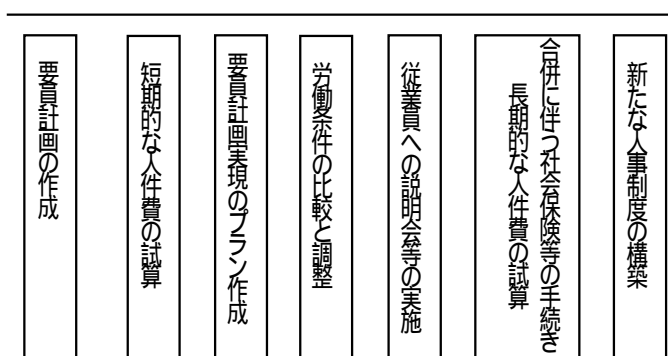 要員計画の作成
短期的な人件費の試算
要員計画実現のプラン作成
労働条件の比較と調整
従業員への説明会等の実施
合併に伴う社会保険等の手続き
長期的な人件費の試算
新たな人事制度の構築